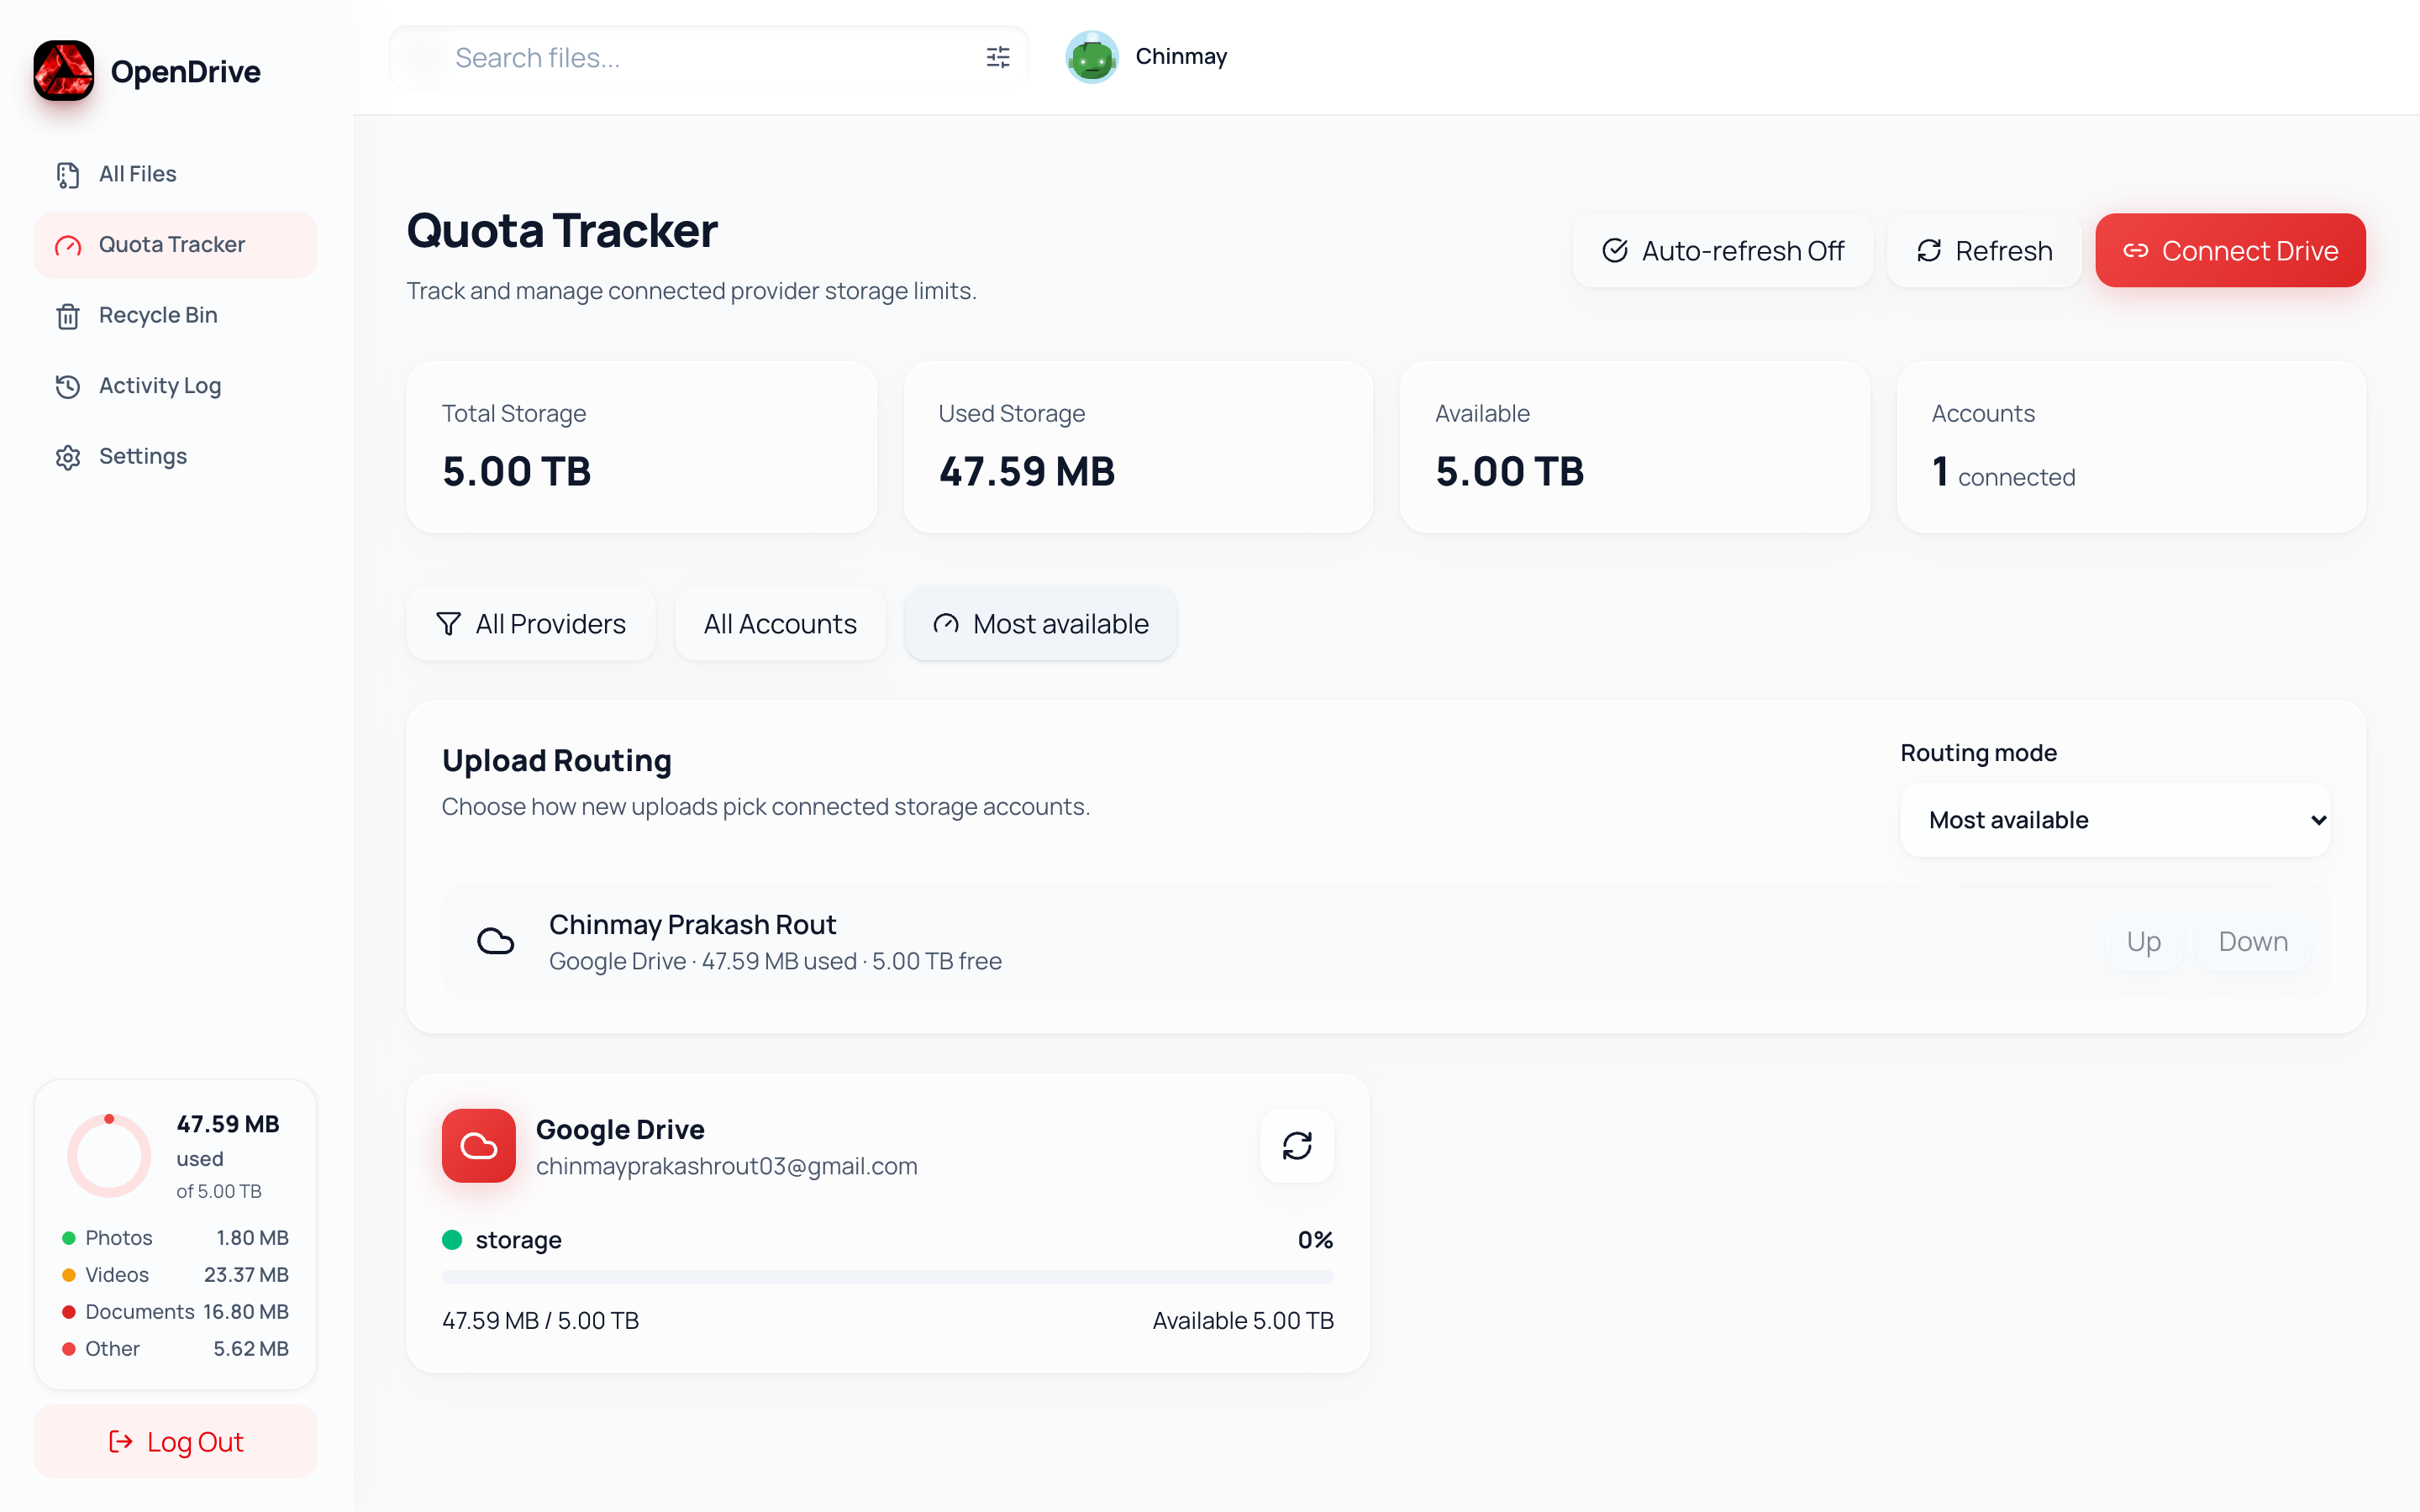 OpenDrive
All Files
Quota Tracker
Recycle Bin
Activity Log
Settings
47.59 MB
used
of 5.00 TB
Photos 1.80 MB
Videos 23.37 MB
Documents 16.80 MB
Other 5.62 MB
Log Out
Search files...
Chinmay
Quota Tracker
Track and manage connected provider storage limits.
Auto-refresh Off
Refresh
Connect Drive
Total Storage
5.00 TB
Used Storage
47.59 MB
Available
5.00 TB
Accounts
1 connected
All Providers
All Accounts
Most available
Upload Routing
Choose how new uploads pick connected storage accounts.
Routing mode
Most available
Chinmay Prakash Rout
Google Drive · 47.59 MB used · 5.00 TB free
Up
Down
Google Drive
chinmayprakashrout03@gmail.com
storage 0%
47.59 MB / 5.00 TB
Available 5.00 TB